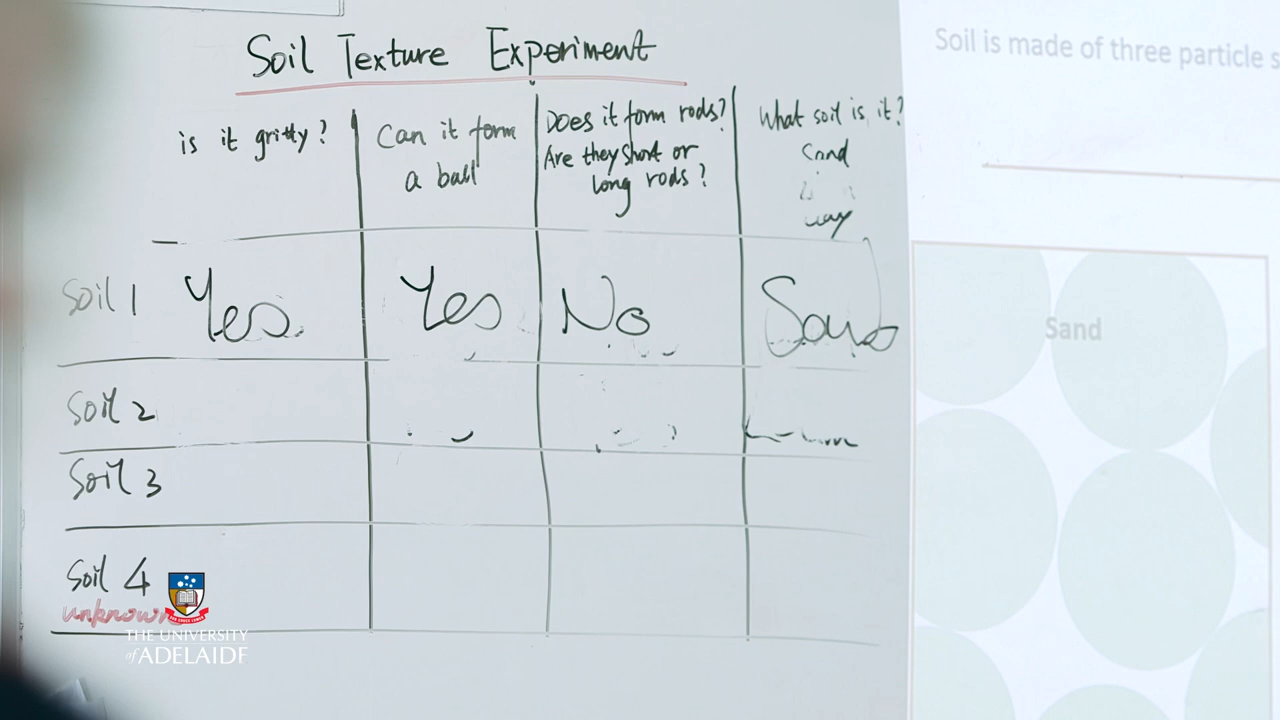 Soil Texture Experiment
is it gritty?
Can it form
a ball
Does it form rods?
Are they short or
long rods?
What soil is it?
Sand
Soil 1
Yes
Yes
No
Sand
Soil 2
Soil 3
Soil 4
unknown
THE UNIVERSITY
of ADELAIDE
Soil is made of three particle s
Sand